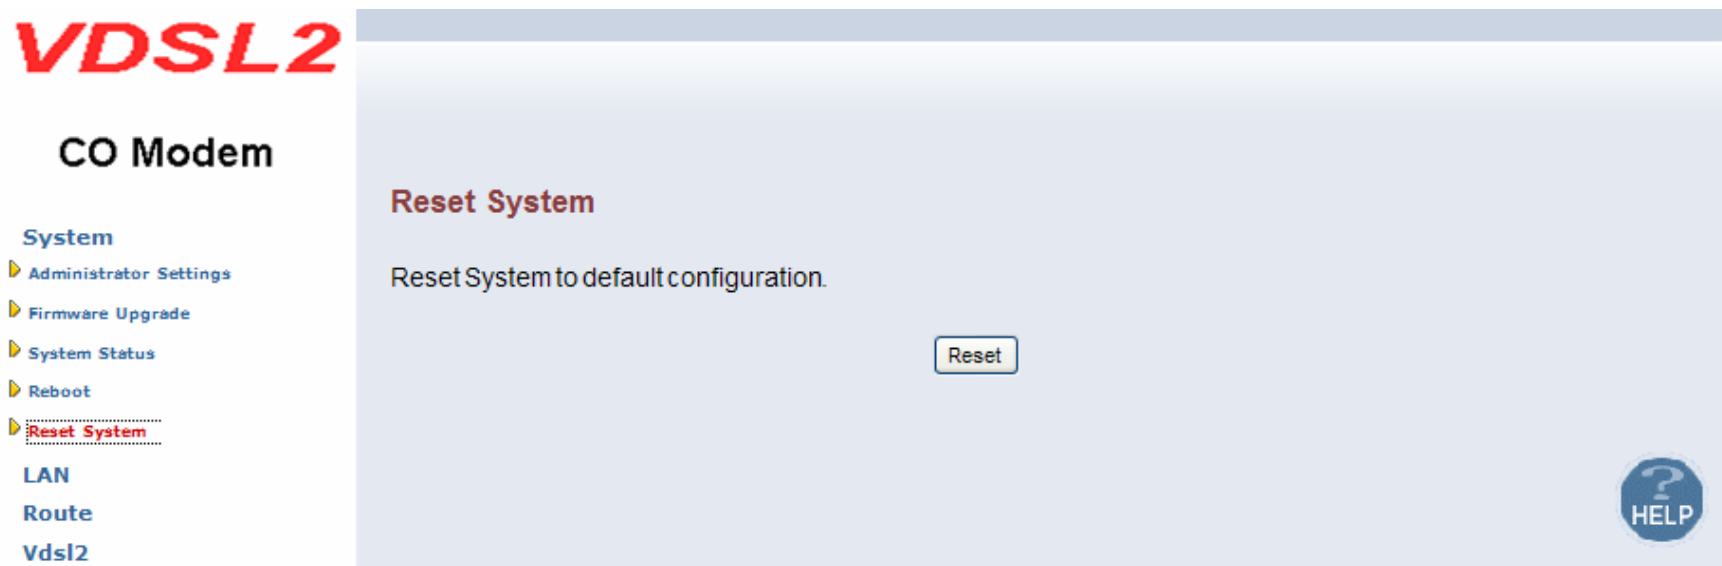 VDSL2
CO Modem
System
Administrator Settings
Firmware Upgrade
System Status
Reboot
Reset System
LAN
Route
Vdsl2
Reset System
Reset System to default configuration.
Reset
?
HELP